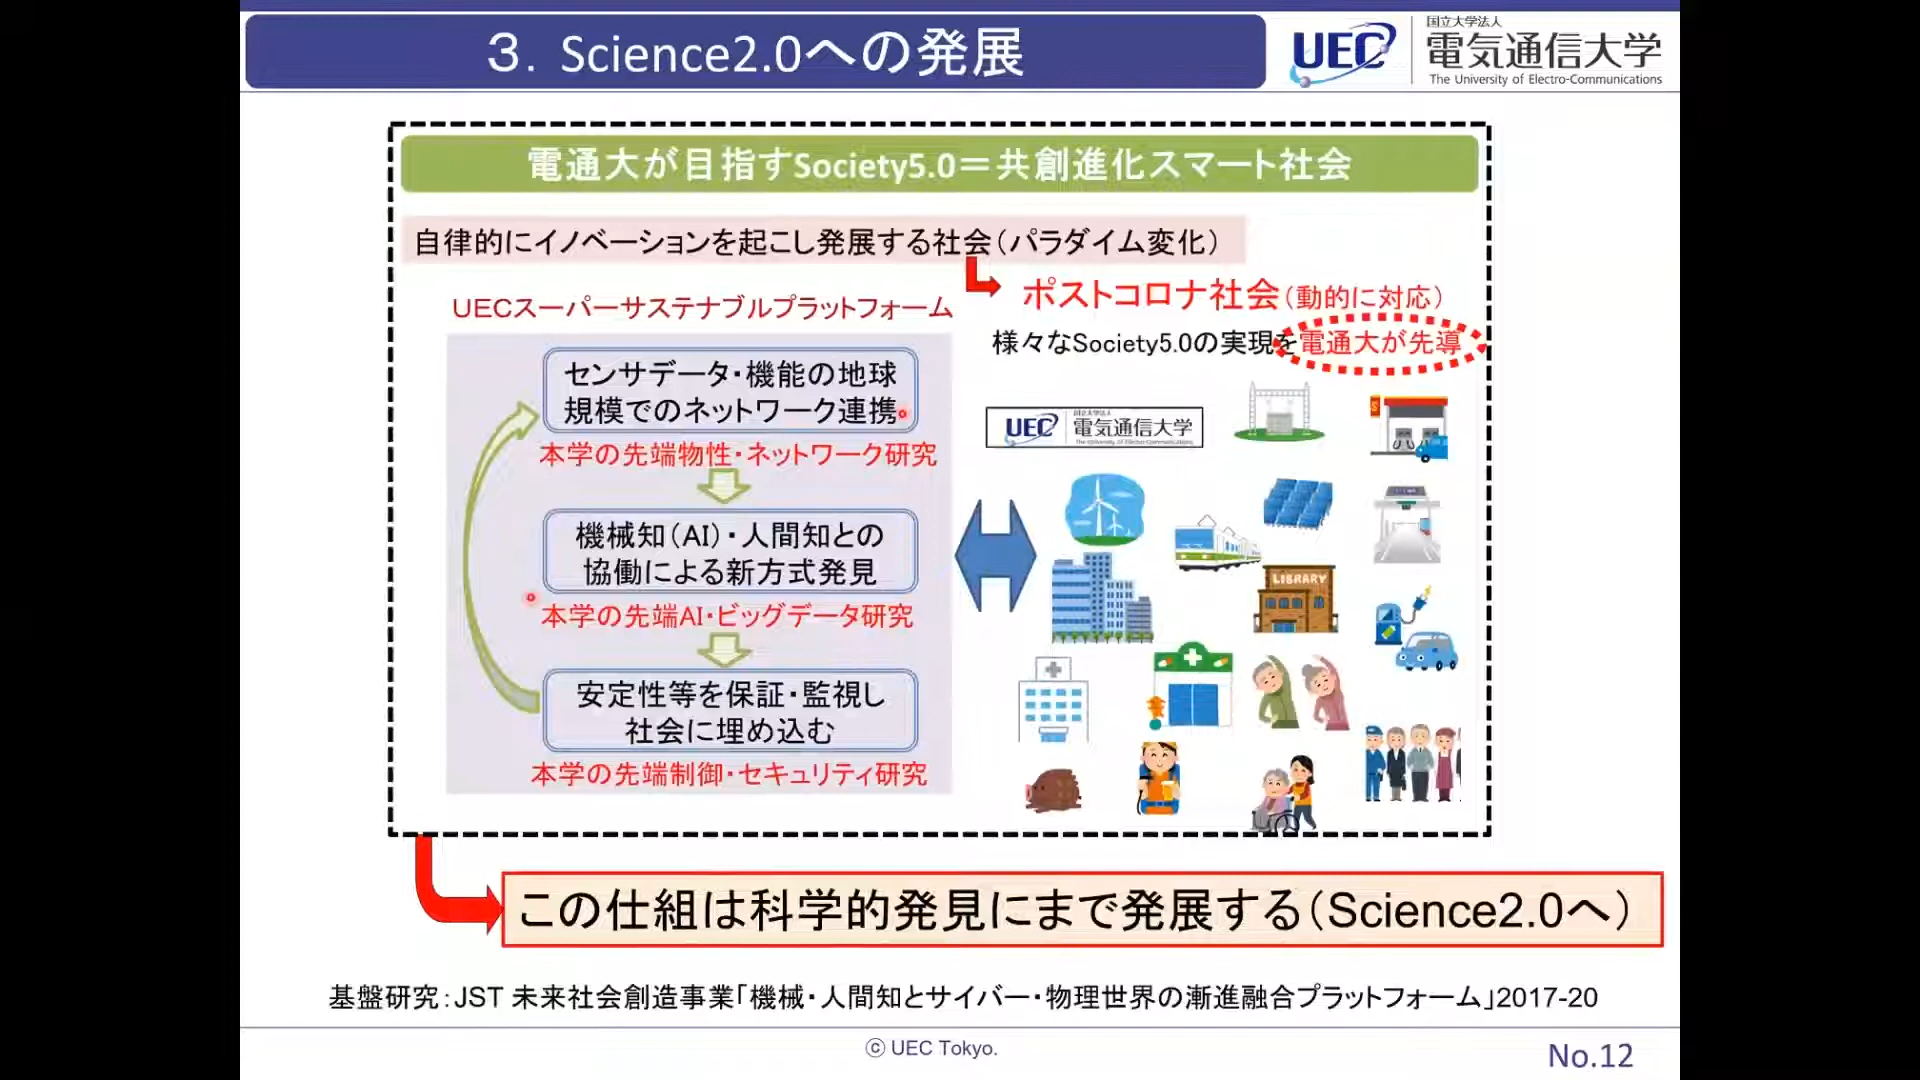 ３．Science2.0への発展
UEC
国立大学法人
電気通信大学
The University of Electro-Communications
電通大が目指すSociety5.0＝共創進化スマート社会
自律的にイノベーションを起こし発展する社会（パラダイム変化）
ポストコロナ社会（動的に対応）
UECスーパーサステナブルプラットフォーム
様々なSociety5.0の実現を電通大が先導
センサデータ・機能の地球
規模でのネットワーク連携
本学の先端物性・ネットワーク研究
機械知（AI）・人間知との
協働による新方式発見
本学の先端AI・ビッグデータ研究
安定性等を保証・監視し
社会に埋め込む
本学の先端制御・セキュリティ研究
UEC
国立大学法人
電気通信大学
The University of Electro-Communications
S
LIBRARY
この仕組は科学的発見にまで発展する（Science2.0へ）
基盤研究：JST 未来社会創造事業「機械・人間知とサイバー・物理世界の漸進融合プラットフォーム」2017-20
ⓒ UEC Tokyo.
No.12